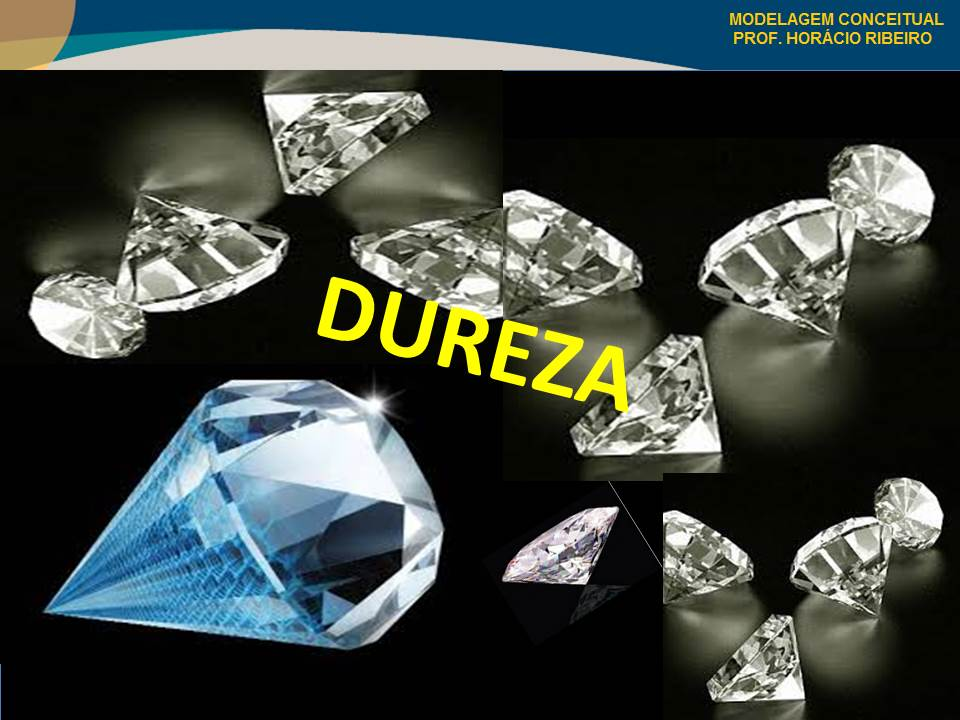 MODELAGEM CONCEITUAL
PROF. HORÁCIO RIBEIRO
DUREZA